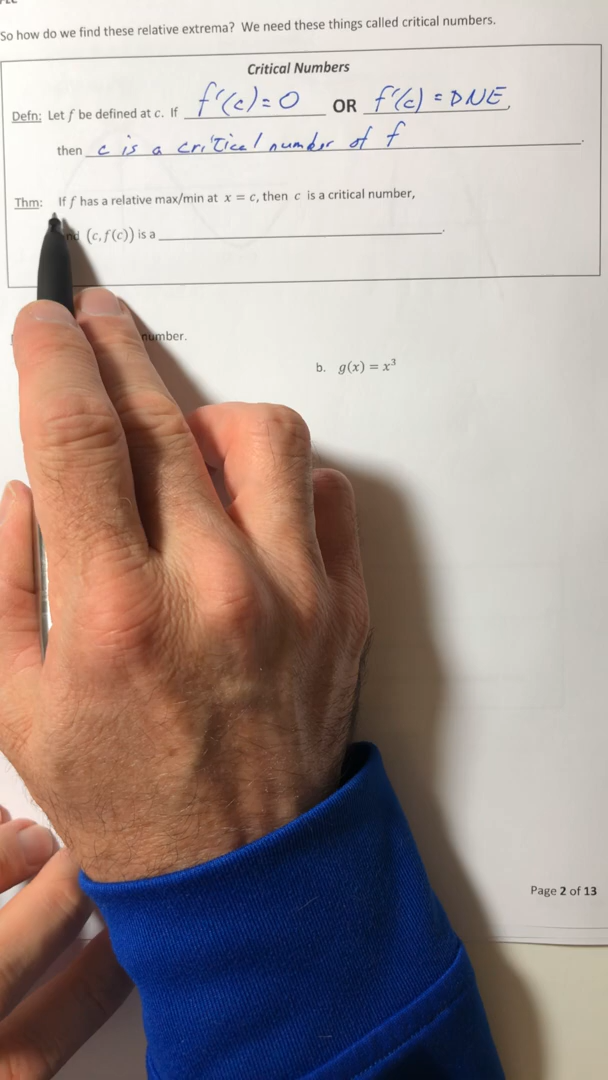 So how do we find these relative extrema? We need these things called critical numbers.
Critical Numbers
Defn: Let f be defined at c. If f'(c)=0 OR f'(c) = DNE,
then c is a critical number of f.
Thm: If f has a relative max/min at x = c, then c is a critical number,
(c, f(c)) is a ____.
number.
b. g(x) = x³
Page 2 of 13